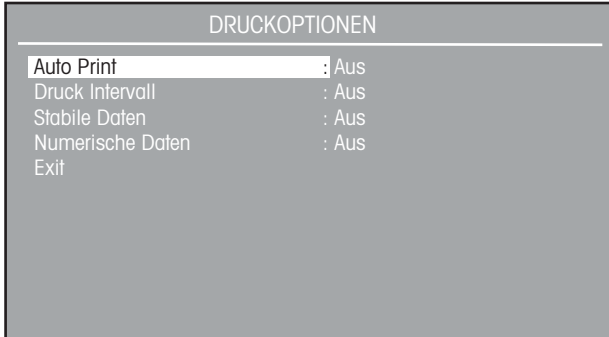 DRUCKOPTIONEN
Auto Print : Aus
Druck Intervall : Aus
Stabile Daten : Aus
Numerische Daten : Aus
Exit